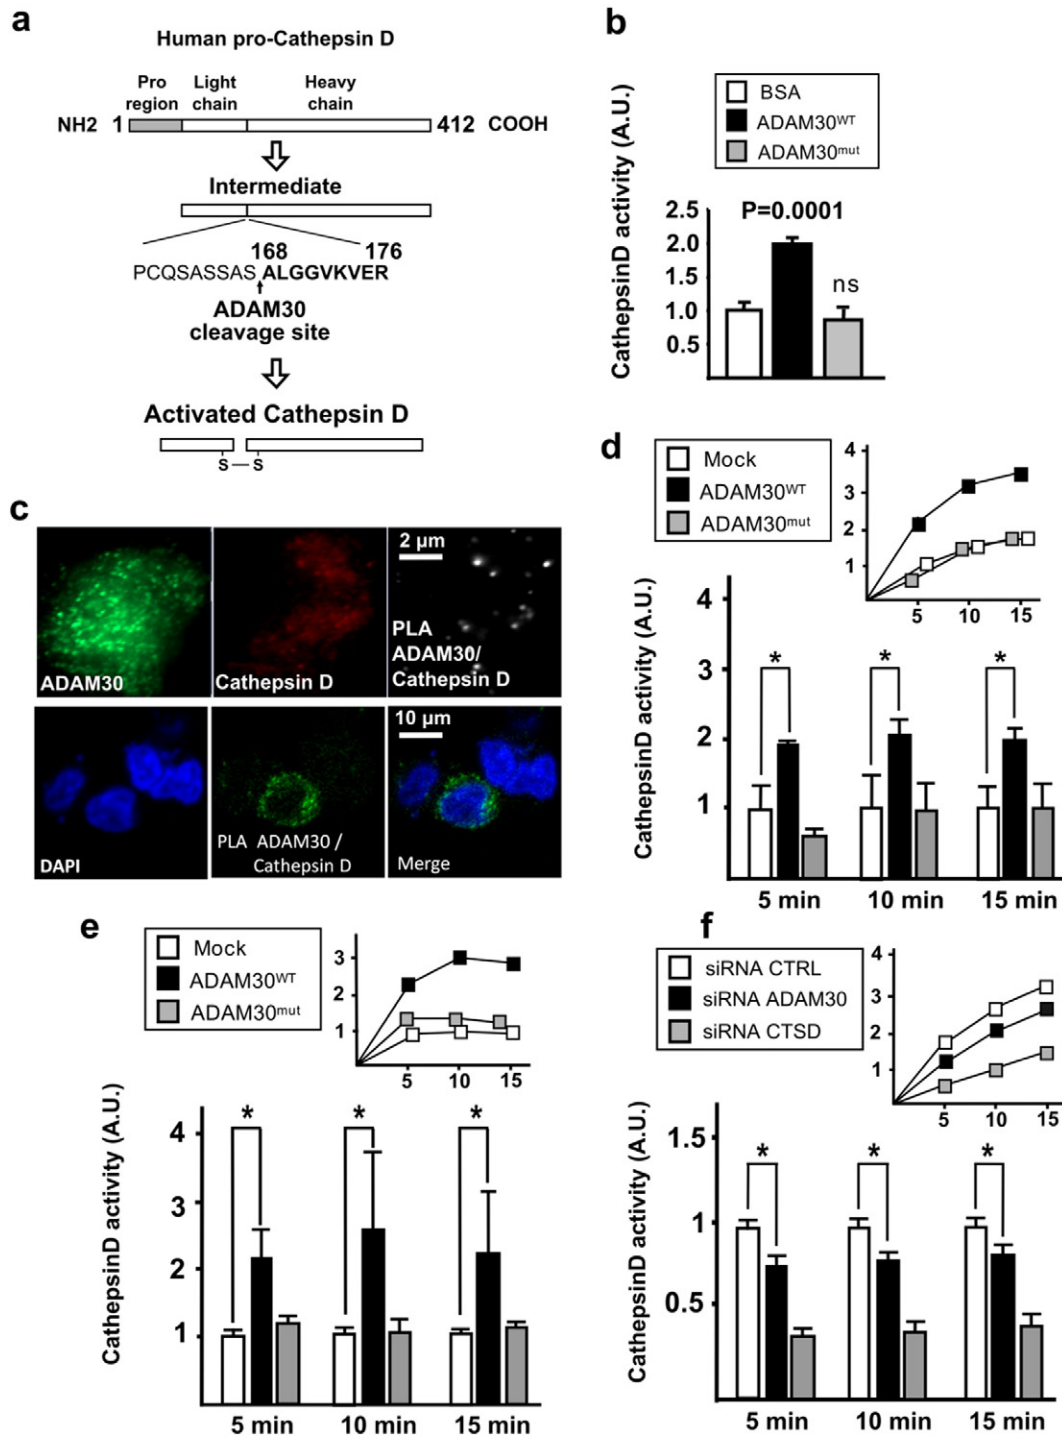 a
Human pro-Cathepsin D
Pro region
Light chain
Heavy chain
NH2 1
412 COOH
Intermediate
168
176
PCQSASSAS ALGGVKVER
ADAM30
cleavage site
Activated Cathepsin D
S — S
b
BSA
ADAM30WT
ADAM30mut
CathepsinD activity (A.U.)
2.5
2.0
1.5
1.0
0.5
P=0.0001
ns
c
ADAM30
Cathepsin D
2 µm
PLA
ADAM30/
Cathepsin D
DAPI
PLA ADAM30 /
Cathepsin D
10 µm
Merge
d
Mock
ADAM30WT
ADAM30mut
4
3
2
1
5 10 15
CathepsinD activity (A.U.)
4
3
2
1
* * *
5 min 10 min 15 min
e
Mock
ADAM30WT
ADAM30mut
3
2
1
5 10 15
CathepsinD activity (A.U.)
4
3
2
1
* * *
5 min 10 min 15 min
f
siRNA CTRL
siRNA ADAM30
siRNA CTSD
4
3
2
1
5 10 15
CathepsinD activity (A.U.)
1.5
1
0.5
* * *
5 min 10 min 15 min